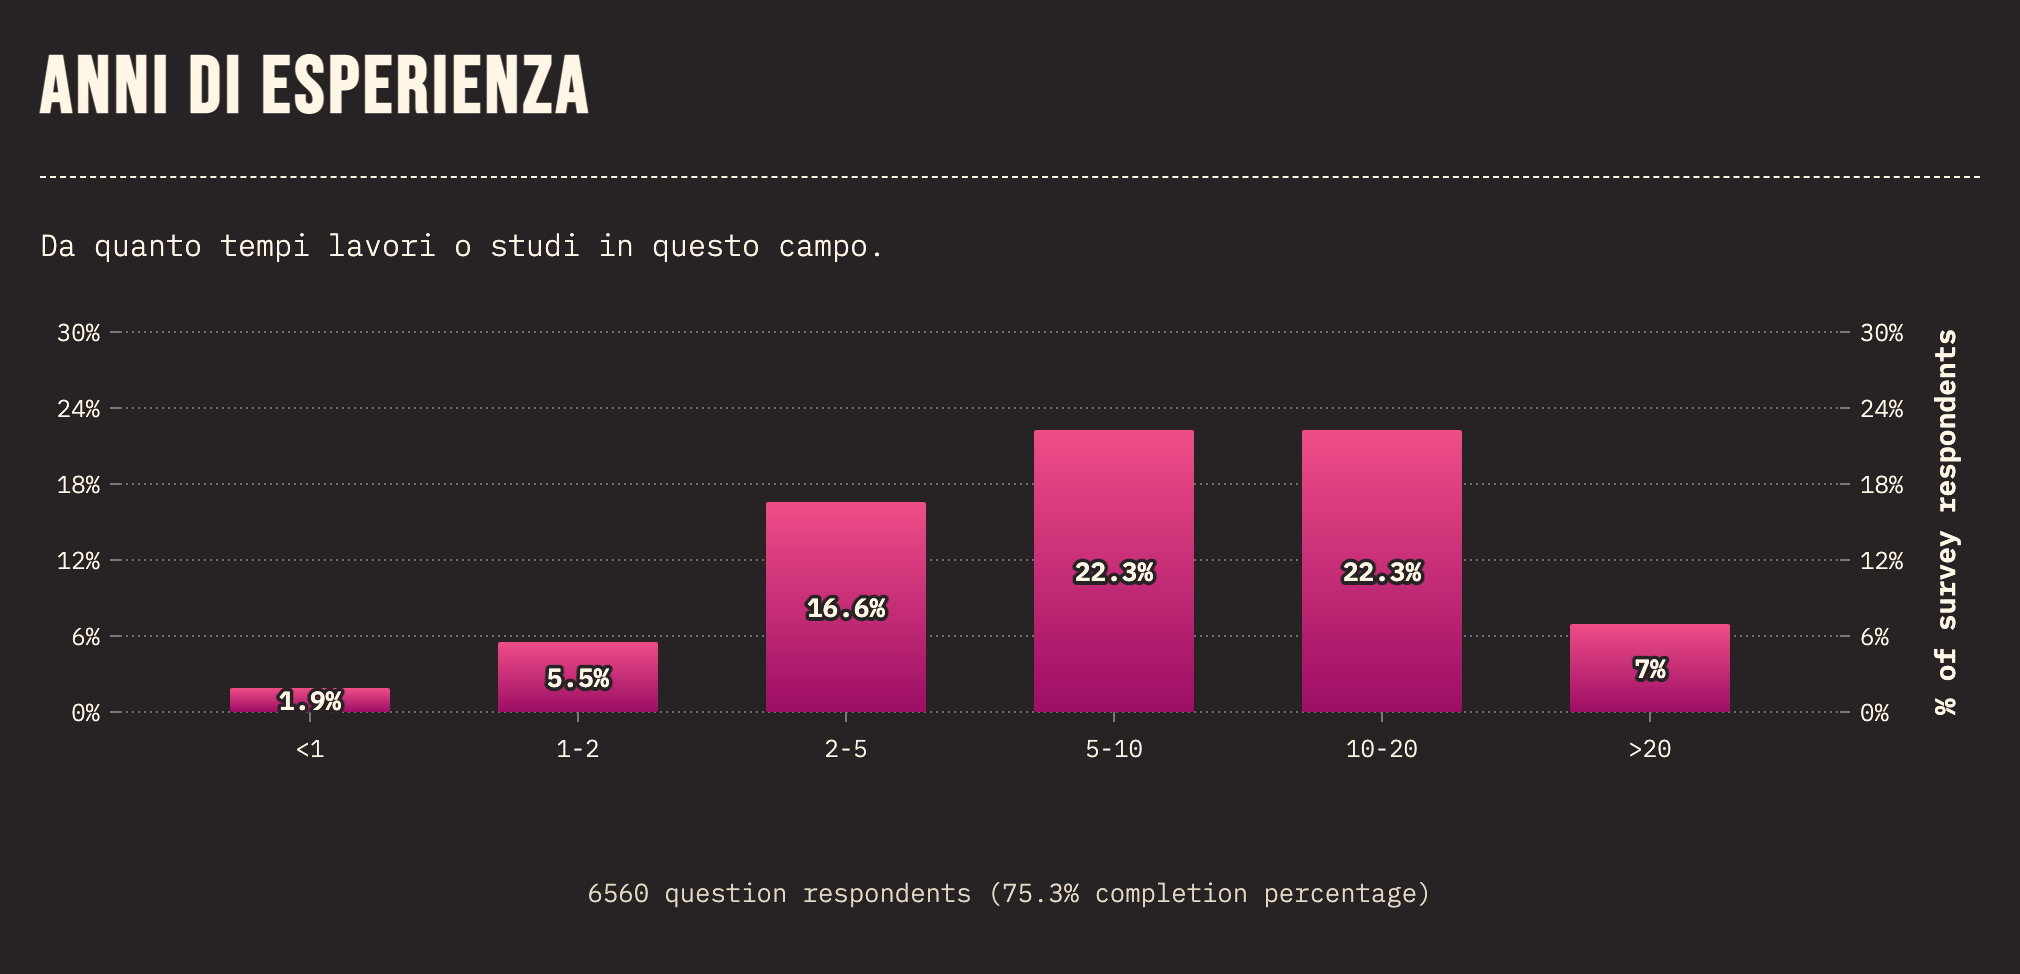 ANNI DI ESPERIENZA
Da quanto tempi lavori o studi in questo campo.
30% 30%
24% 24%
18% 18%
12% 12%
6% 6%
0% 0%
% of survey respondents
1.9% 5.5% 16.6% 22.3% 22.3% 7%
<1 1-2 2-5 5-10 10-20 >20
6560 question respondents (75.3% completion percentage)